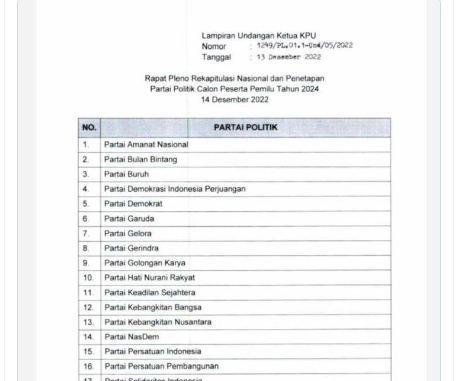 Lampiran Undangan Ketua KPU
Nomor : 1249/PL.01.1-Und/05/2022
Tanggal : 13 Desember 2022
Rapat Pleno Rekapitulasi Nasional dan Penetapan
Partai Politik Calon Peserta Pemilu Tahun 2024
14 Desember 2022
NO. PARTAI POLITIK
1. Partai Amanat Nasional
2. Partai Bulan Bintang
3. Partai Buruh
4. Partai Demokrasi Indonesia Perjuangan
5. Partai Demokrat
6. Partai Garuda
7. Partai Gelora
8. Partai Gerindra
9. Partai Golongan Karya
10. Partai Hati Nurani Rakyat
11. Partai Keadilan Sejahtera
12. Partai Kebangkitan Bangsa
13. Partai Kebangkitan Nusantara
14. Partai NasDem
15. Partai Persatuan Indonesia
16. Partai Persatuan Pembangunan
17. Partai Solidaritas Indonesia